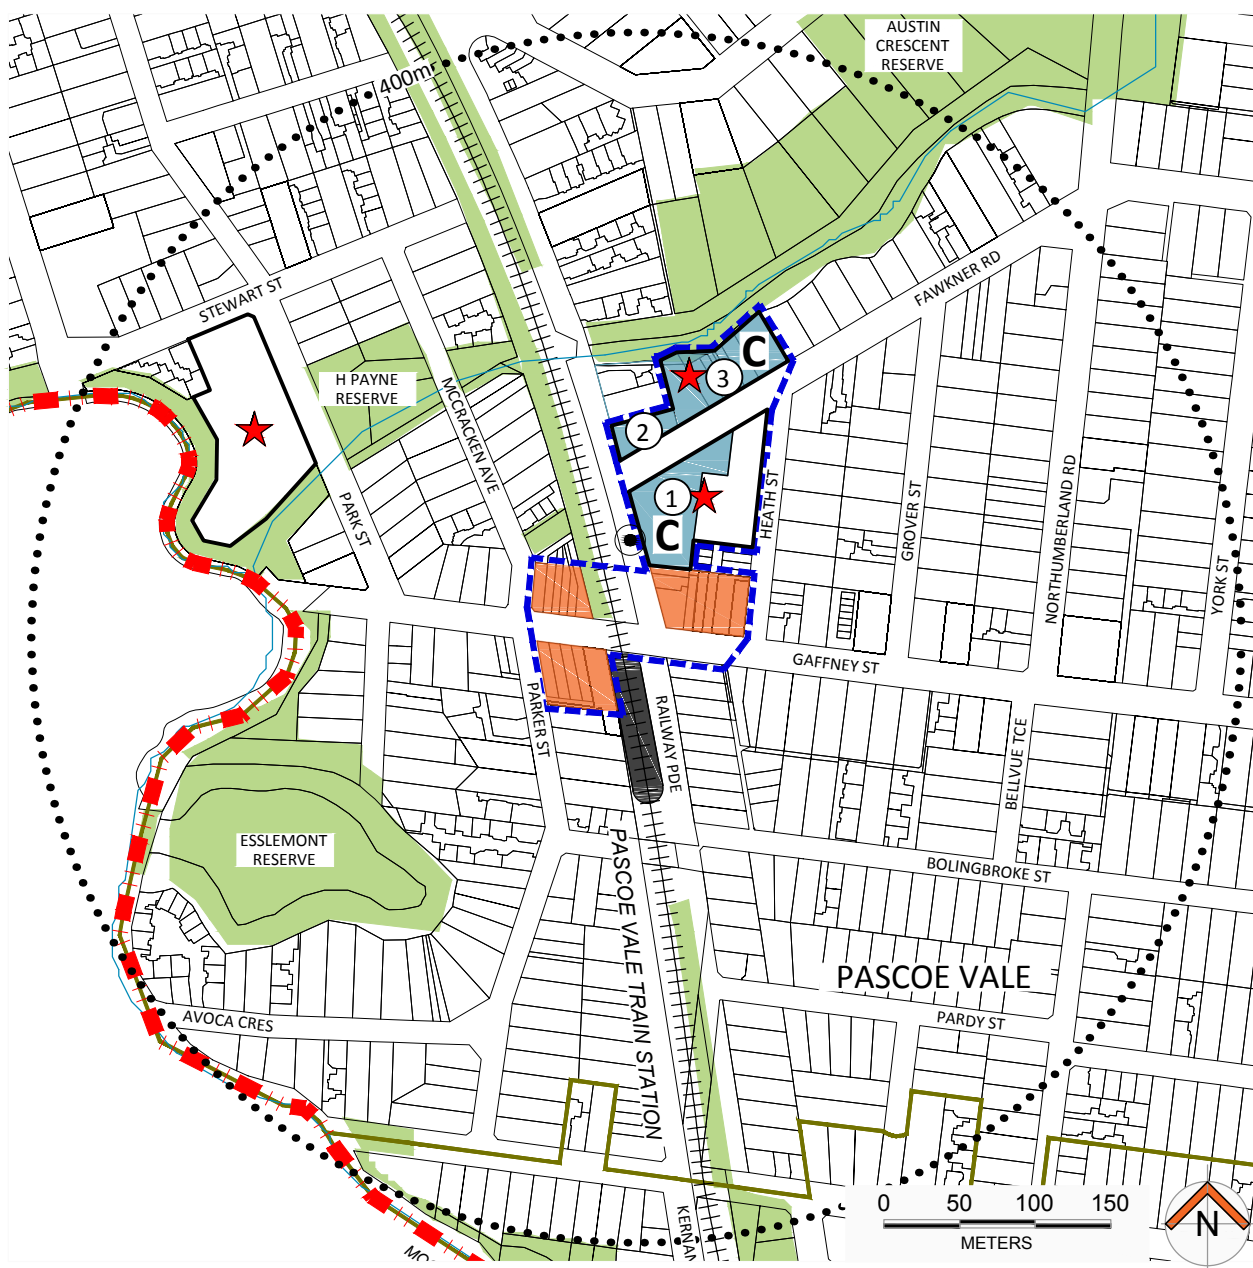 AUSTIN
CRESCENT
RESERVE
400m
STEWART ST
FAWKNER RD
H PAYNE
RESERVE
MCCRACKEN AVE
C
3
2
1
C
HEATH ST
PARK ST
GROVER ST
NORTHUMBERLAND RD
YORK ST
GAFFNEY ST
PARKER ST
RAILWAY PDE
BELLVUE TCE
ESSLEMONT
RESERVE
BOLINGBROKE ST
PASCOE VALE TRAIN STATION
PASCOE VALE
AVOCA CRES
PARDY ST
KERNAN
MO
0 50 100 150
METERS
N